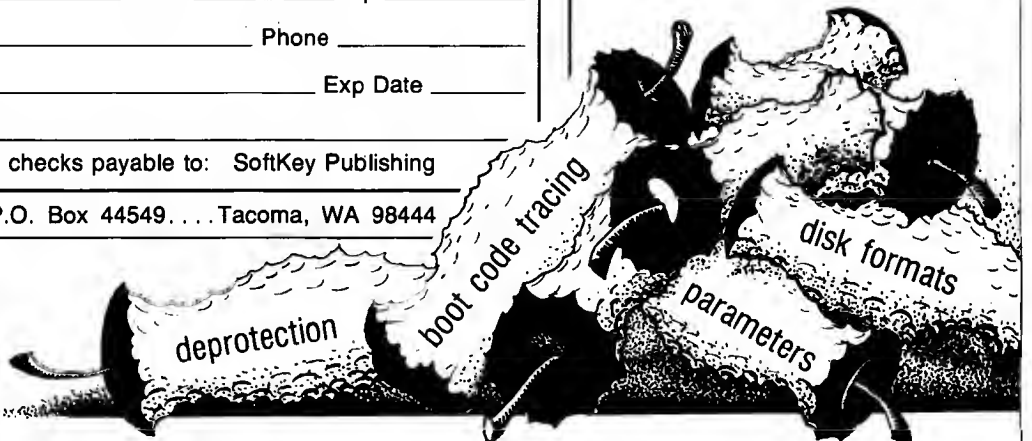 Phone
Exp Date
checks payable to: SoftKey Publishing
P.O. Box 44549....Tacoma, WA 98444
deprotection
boot code tracing
parameters
disk formats